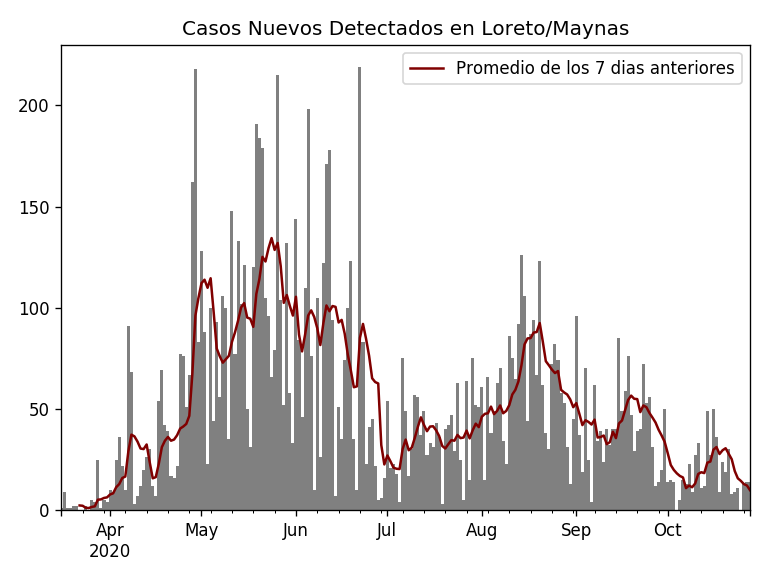 Casos Nuevos Detectados en Loreto/Maynas
Promedio de los 7 dias anteriores
200
150
100
50
0
Apr May Jun Jul Aug Sep Oct
2020